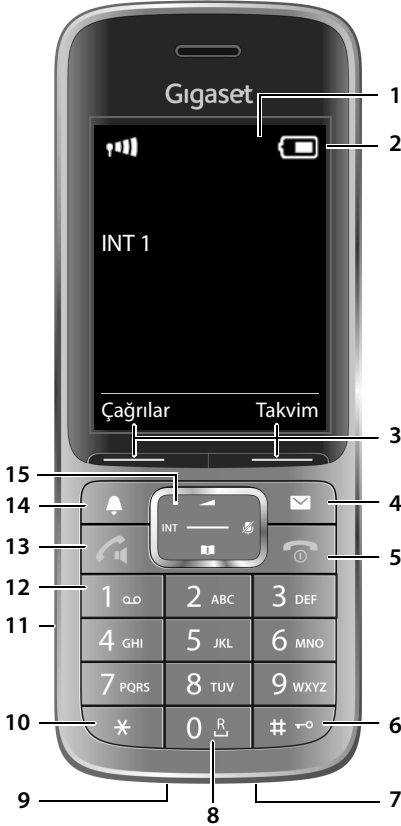 Gıgaset
1
2
INT 1
Çağrılar Takvim
3
15
14
4
INT
13
5
12
1 2 ABC 3 DEF
11
4 GHI 5 JKL 6 MNO
7 PQRS 8 TUV 9 WXYZ
10
* 0 R #
6
9
8
7